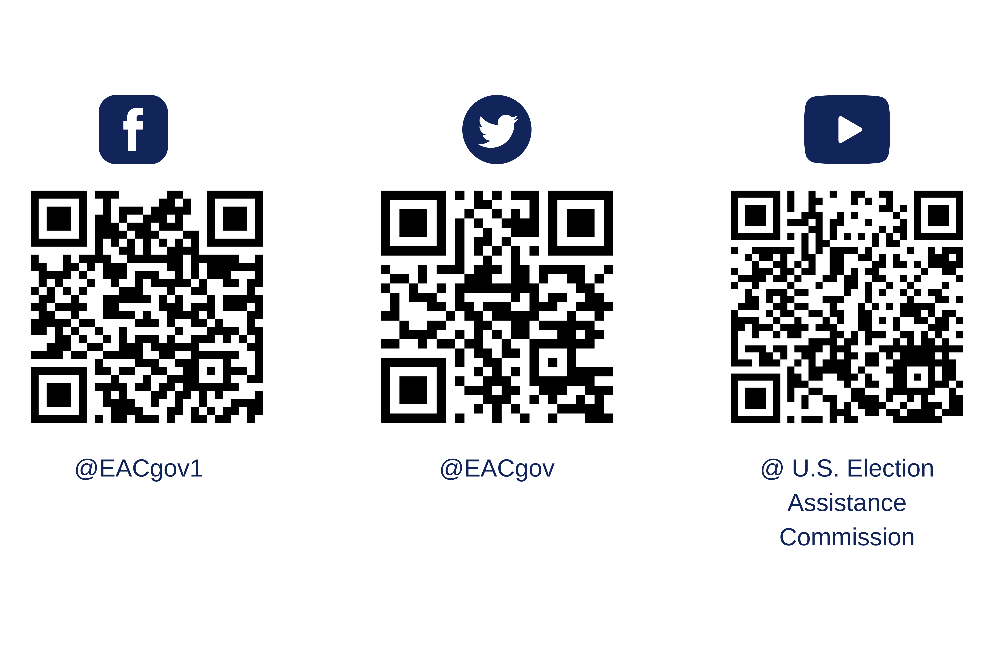 @EACgov1
@EACgov
@ U.S. Election
Assistance
Commission